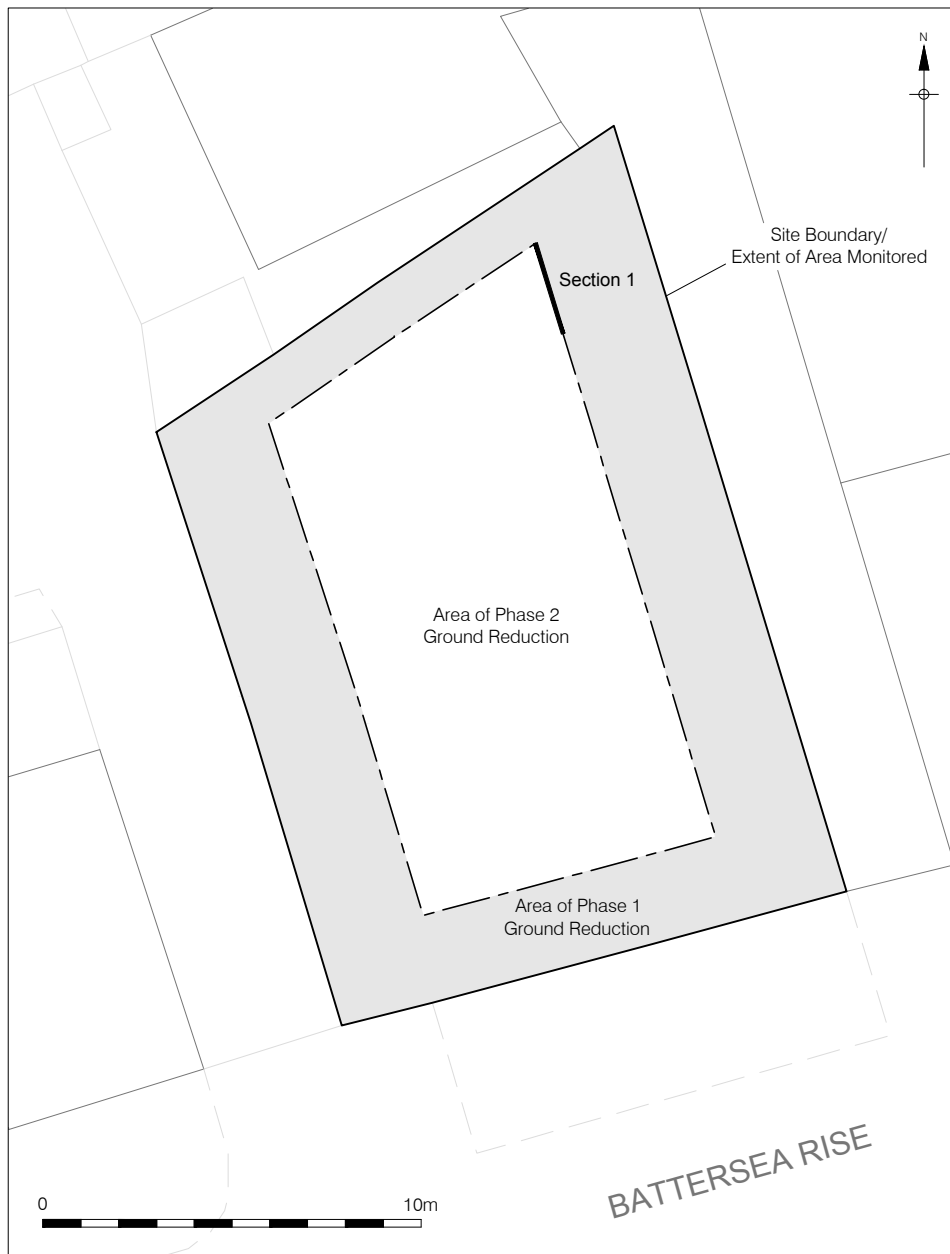 N
Site Boundary/
Extent of Area Monitored
Section 1
Area of Phase 2
Ground Reduction
Area of Phase 1
Ground Reduction
BATTERSEA RISE
0 10m